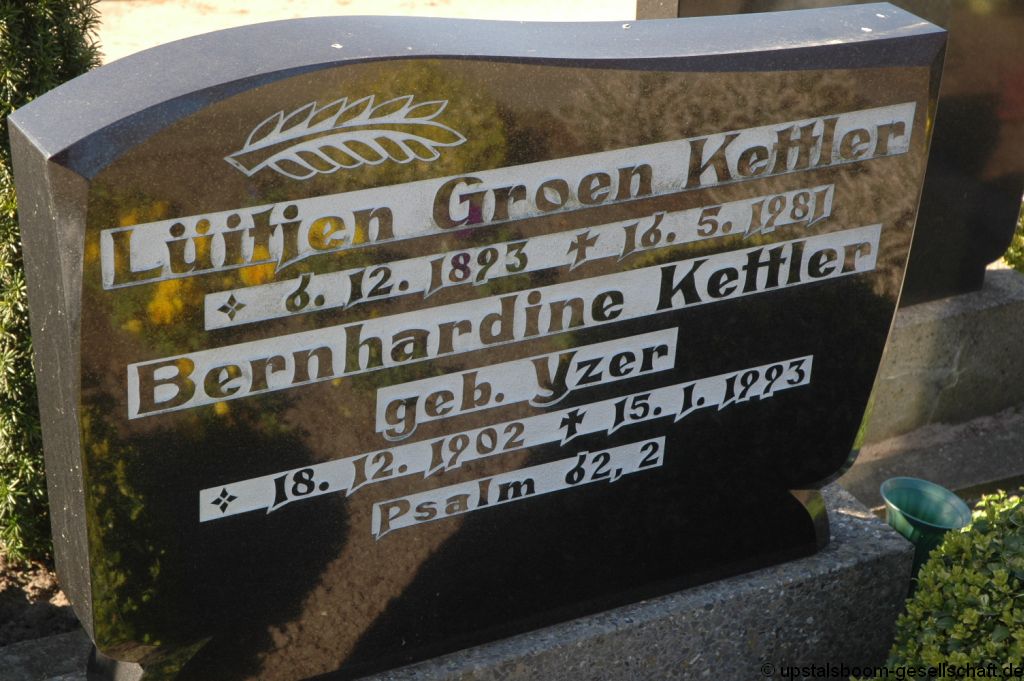 Lüitjen Groen Kettler
6. 12. 1893 ✝ 16. 5. 1981
Bernhardine Kettler
geb. Yzer
18. 12. 1902 ✝ 15. 1. 1993
Psalm 62, 2
© upstalsboom-gesellschaft.de